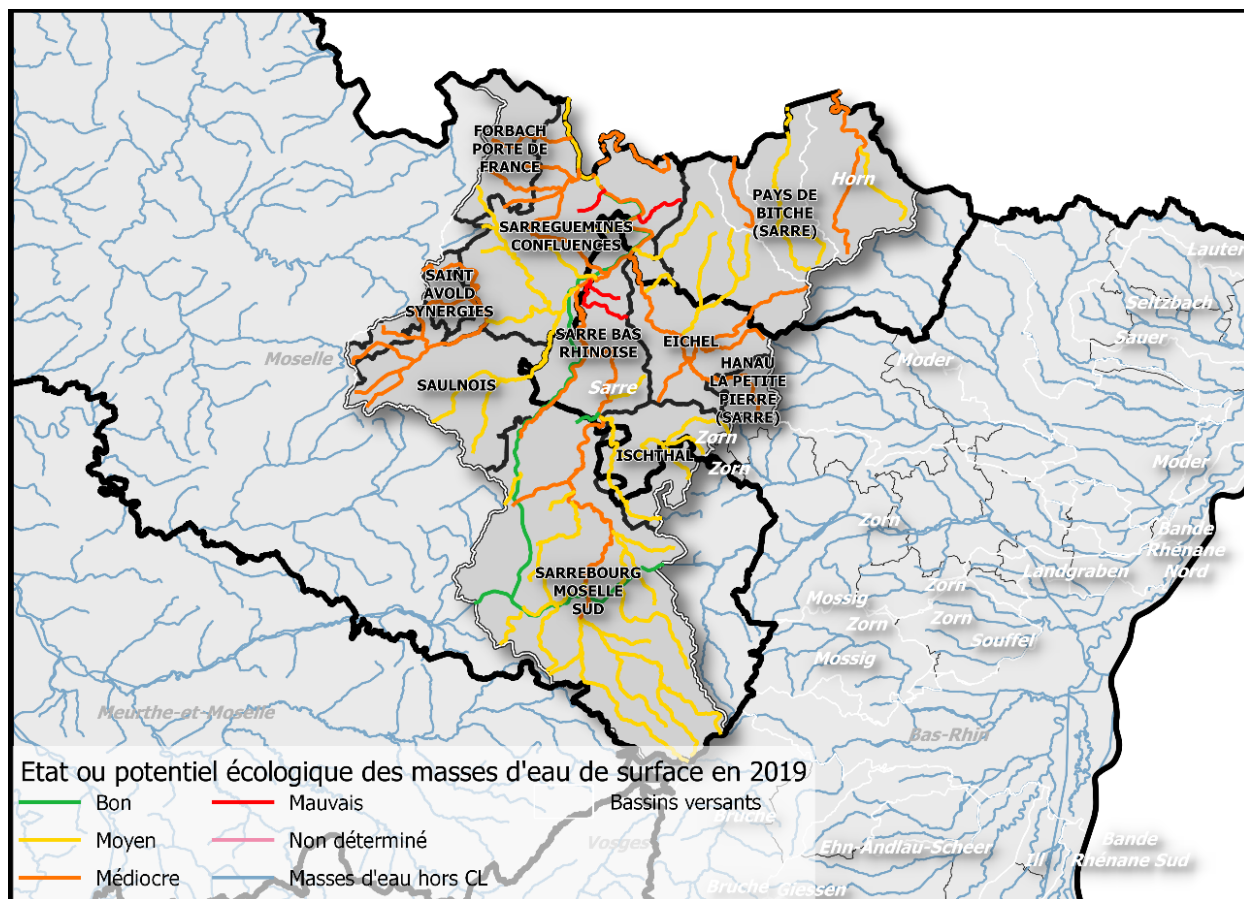 FORBACH
PORTE DE
FRANCE
Horn
PAYS DE
BITCHE
(SARRE)
SARREGUEMINES
CONFLUENCES
Lauter
SAINT
AVOLD
SYNERGIES
Seltzbach
Sauer
SARRE BAS
RHINOISE
EICHEL
Moselle
Moder
HANAU
LA PETITE
PIERRE
(SARRE)
SAULNOIS
Sarre
Zorn
ISCHTHAL
Zorn
Moder
Zorn
Bande
Rhénane
Nord
SARREBOURG
MOSELLE
SUD
Landgraben
Zorn
Mossig
Zorn
Zorn
Souffel
Mossig
Meurthe-et-Moselle
Bas-Rhin
Etat ou potentiel écologique des masses d'eau de surface en 2019
Bon
Mauvais
Bassins versants
Moyen
Non déterminé
Médiocre
Masses d'eau hors CL
Bruche
Vosges
Ehn-Andlau-Scheer
Ill
Bande
Rhénane Sud
Bruche
Giessen